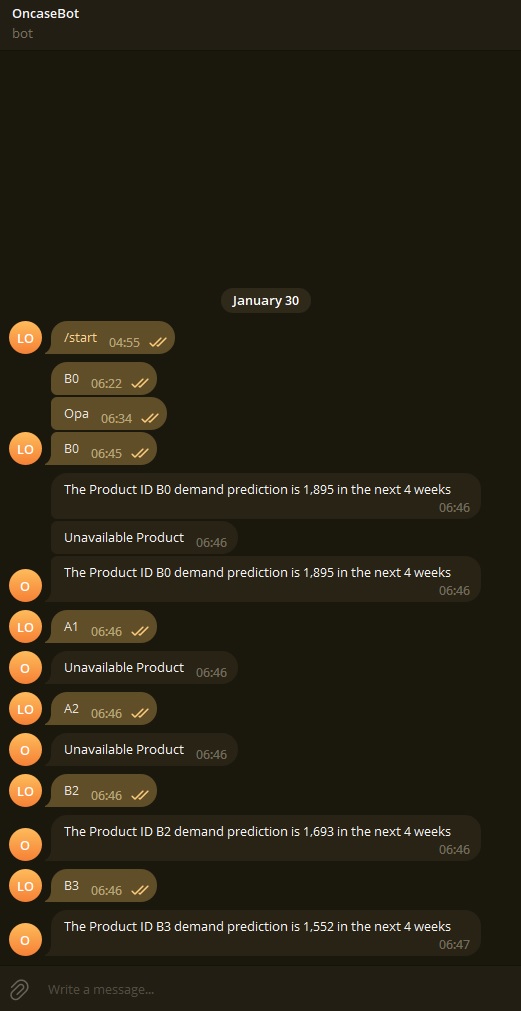 OncaseBot
bot
January 30
LO
/start 04:55
B0 06:22
Opa 06:34
LO
B0 06:45
The Product ID B0 demand prediction is 1,895 in the next 4 weeks
06:46
Unavailable Product 06:46
The Product ID B0 demand prediction is 1,895 in the next 4 weeks
O
06:46
LO
A1 06:46
O
Unavailable Product 06:46
LO
A2 06:46
O
Unavailable Product 06:46
LO
B2 06:46
The Product ID B2 demand prediction is 1,693 in the next 4 weeks
O
06:46
LO
B3 06:46
The Product ID B3 demand prediction is 1,552 in the next 4 weeks
O
06:47
Write a message...